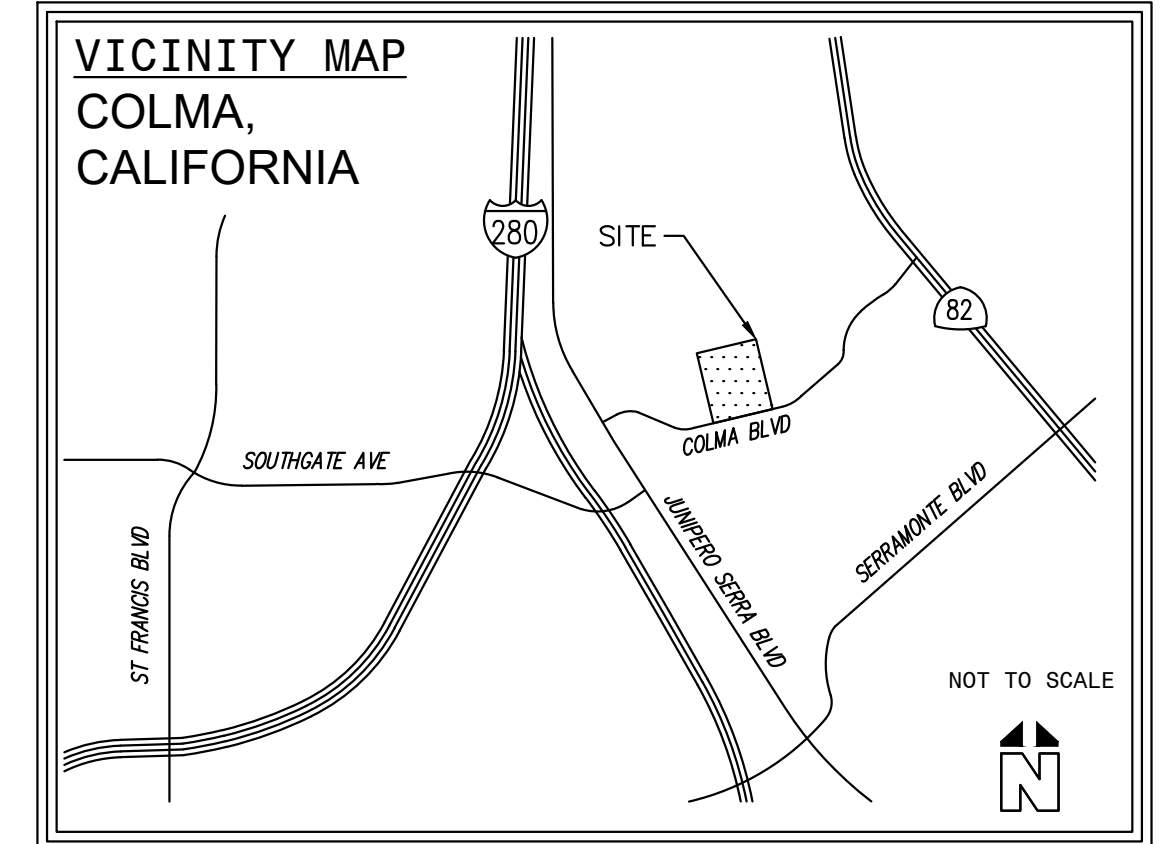 VICINITY MAP
COLMA,
CALIFORNIA
280
SITE
82
COLMA BLVD
SOUTHGATE AVE
ST FRANCIS BLVD
JUNIPERO SERRA BLVD
SERRAMONTE BLVD
NOT TO SCALE
N